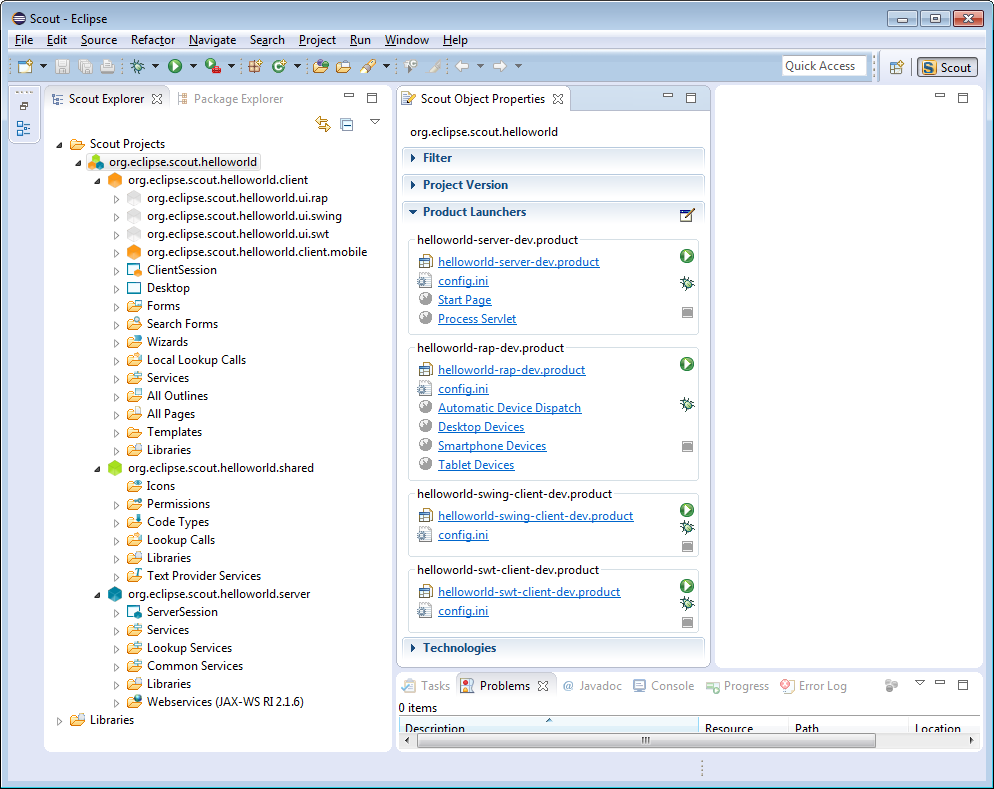 Scout - Eclipse
File Edit Source Refactor Navigate Search Project Run Window Help
Quick Access
Scout
Scout Explorer
Package Explorer
Scout Projects
org.eclipse.scout.helloworld
org.eclipse.scout.helloworld.client
org.eclipse.scout.helloworld.ui.rap
org.eclipse.scout.helloworld.ui.swing
org.eclipse.scout.helloworld.ui.swt
org.eclipse.scout.helloworld.client.mobile
ClientSession
Desktop
Forms
Search Forms
Wizards
Local Lookup Calls
Services
All Outlines
All Pages
Templates
Libraries
org.eclipse.scout.helloworld.shared
Icons
Permissions
Code Types
Lookup Calls
Libraries
Text Provider Services
org.eclipse.scout.helloworld.server
ServerSession
Services
Lookup Services
Common Services
Libraries
Webservices (JAX-WS RI 2.1.6)
Libraries
Scout Object Properties
org.eclipse.scout.helloworld
Filter
Project Version
Product Launchers
helloworld-server-dev.product
helloworld-server-dev.product
config.ini
Start Page
Process Servlet
helloworld-rap-dev.product
helloworld-rap-dev.product
config.ini
Automatic Device Dispatch
Desktop Devices
Smartphone Devices
Tablet Devices
helloworld-swing-client-dev.product
helloworld-swing-client-dev.product
config.ini
helloworld-swt-client-dev.product
helloworld-swt-client-dev.product
config.ini
Technologies
Tasks Problems Javadoc Console Progress Error Log
0 items
Description Resource Path Location